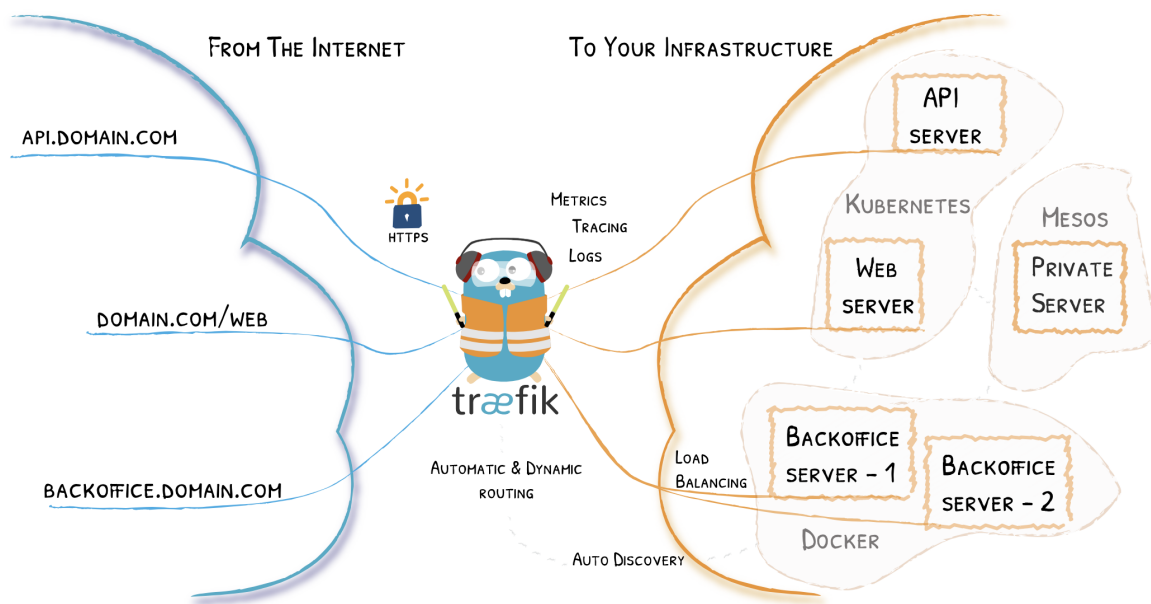 From The Internet
To Your Infrastructure
API
server
api.domain.com
Kubernetes
Metrics
Tracing
Logs
HTTPS
Mesos
Web
server
Private
Server
domain.com/web
træfik
Backoffice
server - 1
Load
Balancing
Backoffice
server - 2
Automatic & Dynamic
routing
backoffice.domain.com
Docker
Auto Discovery